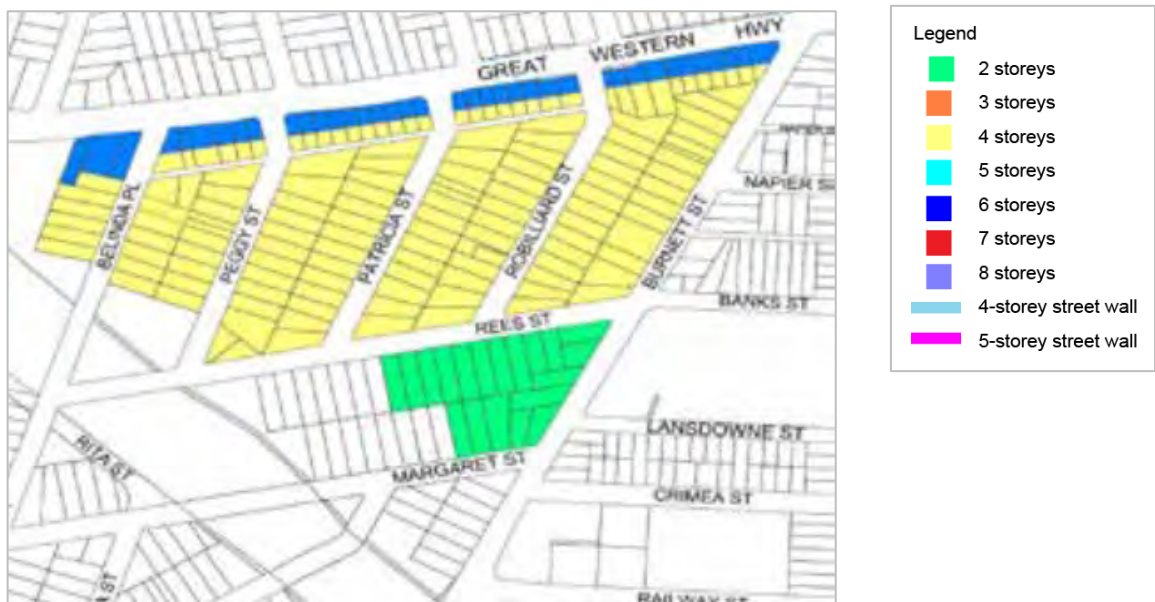 GREAT WESTERN HWY
NAPIER
BELINDA PL
PEGGY ST
PATRICIA ST
ROBILLIARD ST
BURNETT ST
BANKS ST
REES ST
LANSDOWNE ST
MARGARET ST
RITA ST
CRIMEA ST
RAILWAY ST
ST
Legend
2 storeys
3 storeys
4 storeys
5 storeys
6 storeys
7 storeys
8 storeys
4-storey street wall
5-storey street wall